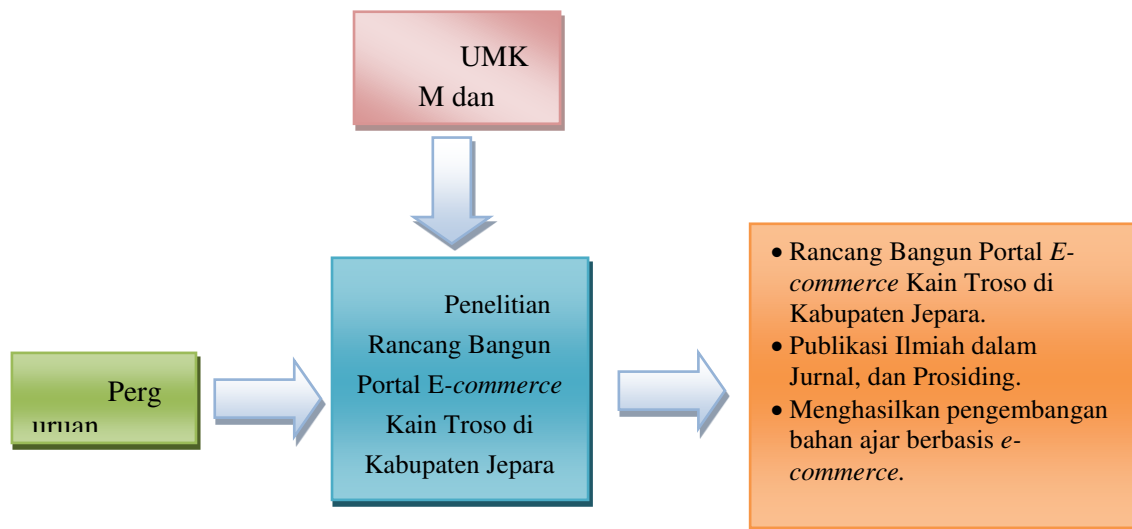 UMK
M dan
Penelitian
Rancang Bangun
Portal E-commerce
Kain Troso di
Kabupaten Jepara
Perg
uruan
• Rancang Bangun Portal E-
commerce Kain Troso di
Kabupaten Jepara.
• Publikasi Ilmiah dalam
Jurnal, dan Prosiding.
• Menghasilkan pengembangan
bahan ajar berbasis e-
commerce.